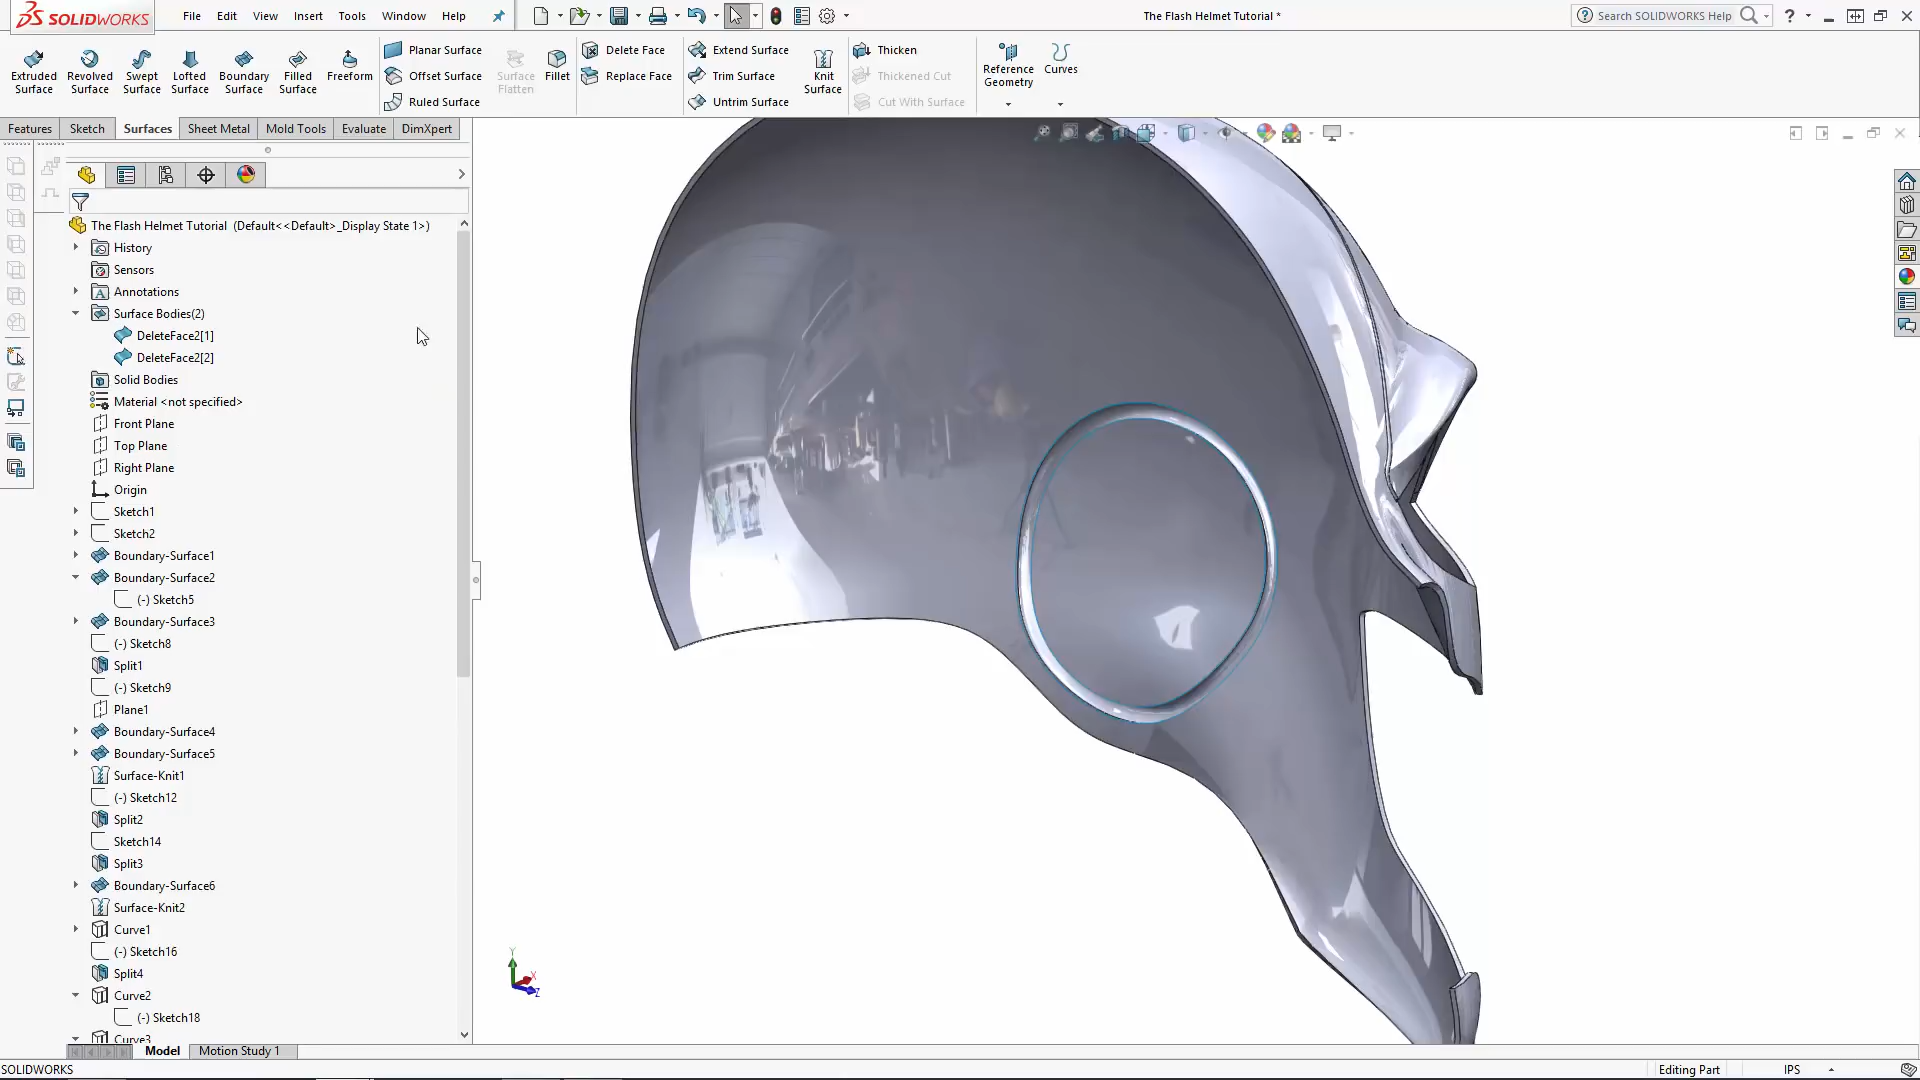 SOLIDWORKS
File Edit View Insert Tools Window Help
The Flash Helmet Tutorial *
Search SOLIDWORKS Help
?
Extruded Surface
Revolved Surface
Swept Surface
Lofted Surface
Boundary Surface
Filled Surface
Freeform
Planar Surface
Offset Surface
Ruled Surface
Surface Flatten
Fillet
Delete Face
Replace Face
Extend Surface
Trim Surface
Untrim Surface
Knit Surface
Thicken
Thickened Cut
Cut With Surface
Reference Geometry
Curves
Features Sketch Surfaces Sheet Metal Mold Tools Evaluate DimXpert
The Flash Helmet Tutorial (Default<<Default>_Display State 1>)
History
Sensors
Annotations
Surface Bodies(2)
DeleteFace2[1]
DeleteFace2[2]
Solid Bodies
Material <not specified>
Front Plane
Top Plane
Right Plane
Origin
Sketch1
Sketch2
Boundary-Surface1
Boundary-Surface2
(-) Sketch5
Boundary-Surface3
(-) Sketch8
Split1
(-) Sketch9
Plane1
Boundary-Surface4
Boundary-Surface5
Surface-Knit1
(-) Sketch12
Split2
Sketch14
Split3
Boundary-Surface6
Surface-Knit2
Curve1
(-) Sketch16
Split4
Curve2
(-) Sketch18
Curve3
Y
X
Z
Model Motion Study 1
SOLIDWORKS
Editing Part
IPS